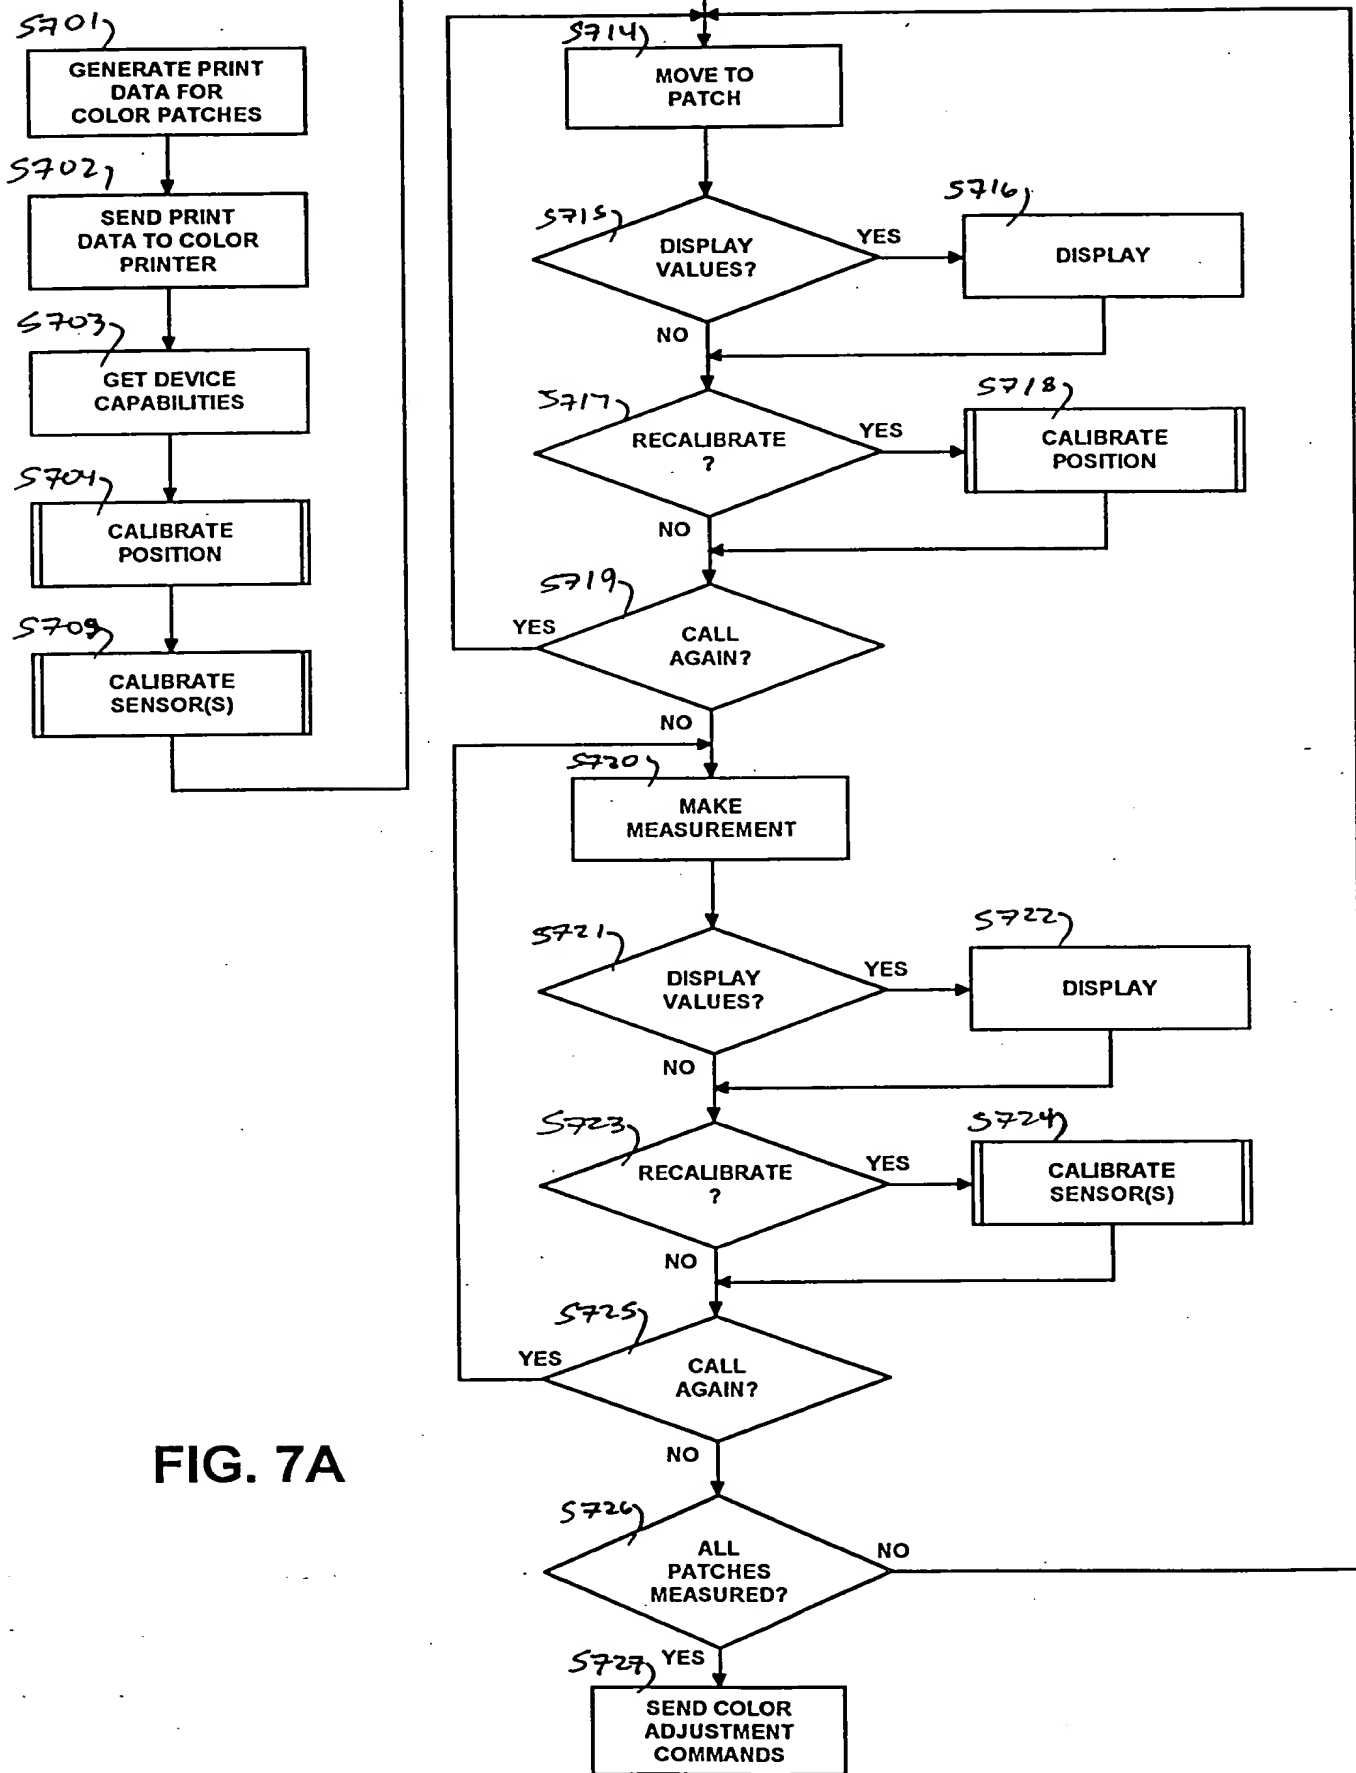 S701
GENERATE PRINT
DATA FOR
COLOR PATCHES
S702
SEND PRINT
DATA TO COLOR
PRINTER
S703
GET DEVICE
CAPABILITIES
S704
CALIBRATE
POSITION
S709
CALIBRATE
SENSOR(S)
S714
MOVE TO
PATCH
S715
DISPLAY
VALUES?
YES
NO
S716
DISPLAY
S717
RECALIBRATE
?
YES
NO
S718
CALIBRATE
POSITION
S719
CALL
AGAIN?
YES
NO
S720
MAKE
MEASUREMENT
S721
DISPLAY
VALUES?
YES
NO
S722
DISPLAY
S723
RECALIBRATE
?
YES
NO
S724
CALIBRATE
SENSOR(S)
S725
CALL
AGAIN?
YES
NO
S726
ALL
PATCHES
MEASURED?
NO
YES
S727
SEND COLOR
ADJUSTMENT
COMMANDS
FIG. 7A